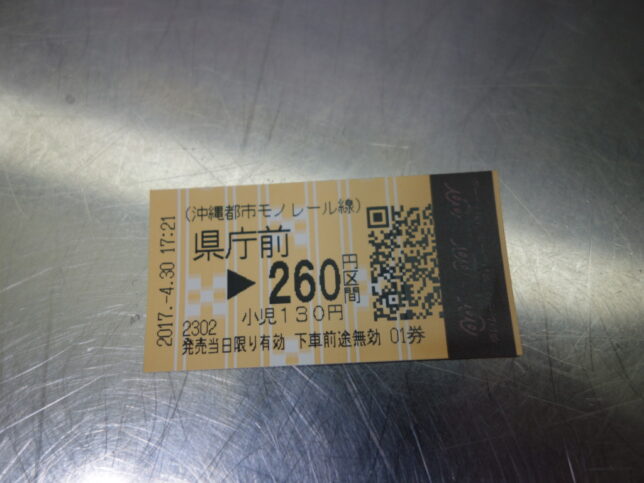 (沖縄都市モノレール線)
県庁前
▶260円区間
小児130円
2302
発売当日限り有効 下車前途無効 01券
2017.-4.30 17:21